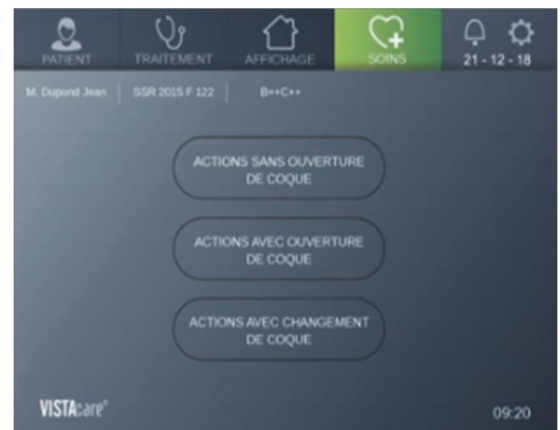 PATIENT
TRAITEMENT
AFFICHAGE
SOINS
21 - 12 - 18
M. Dupond Jean
SSR 2015 F 122
B++C++
ACTIONS SANS OUVERTURE
DE COQUE
ACTIONS AVEC OUVERTURE
DE COQUE
ACTIONS AVEC CHANGEMENT
DE COQUE
VISTAcare®
09:20